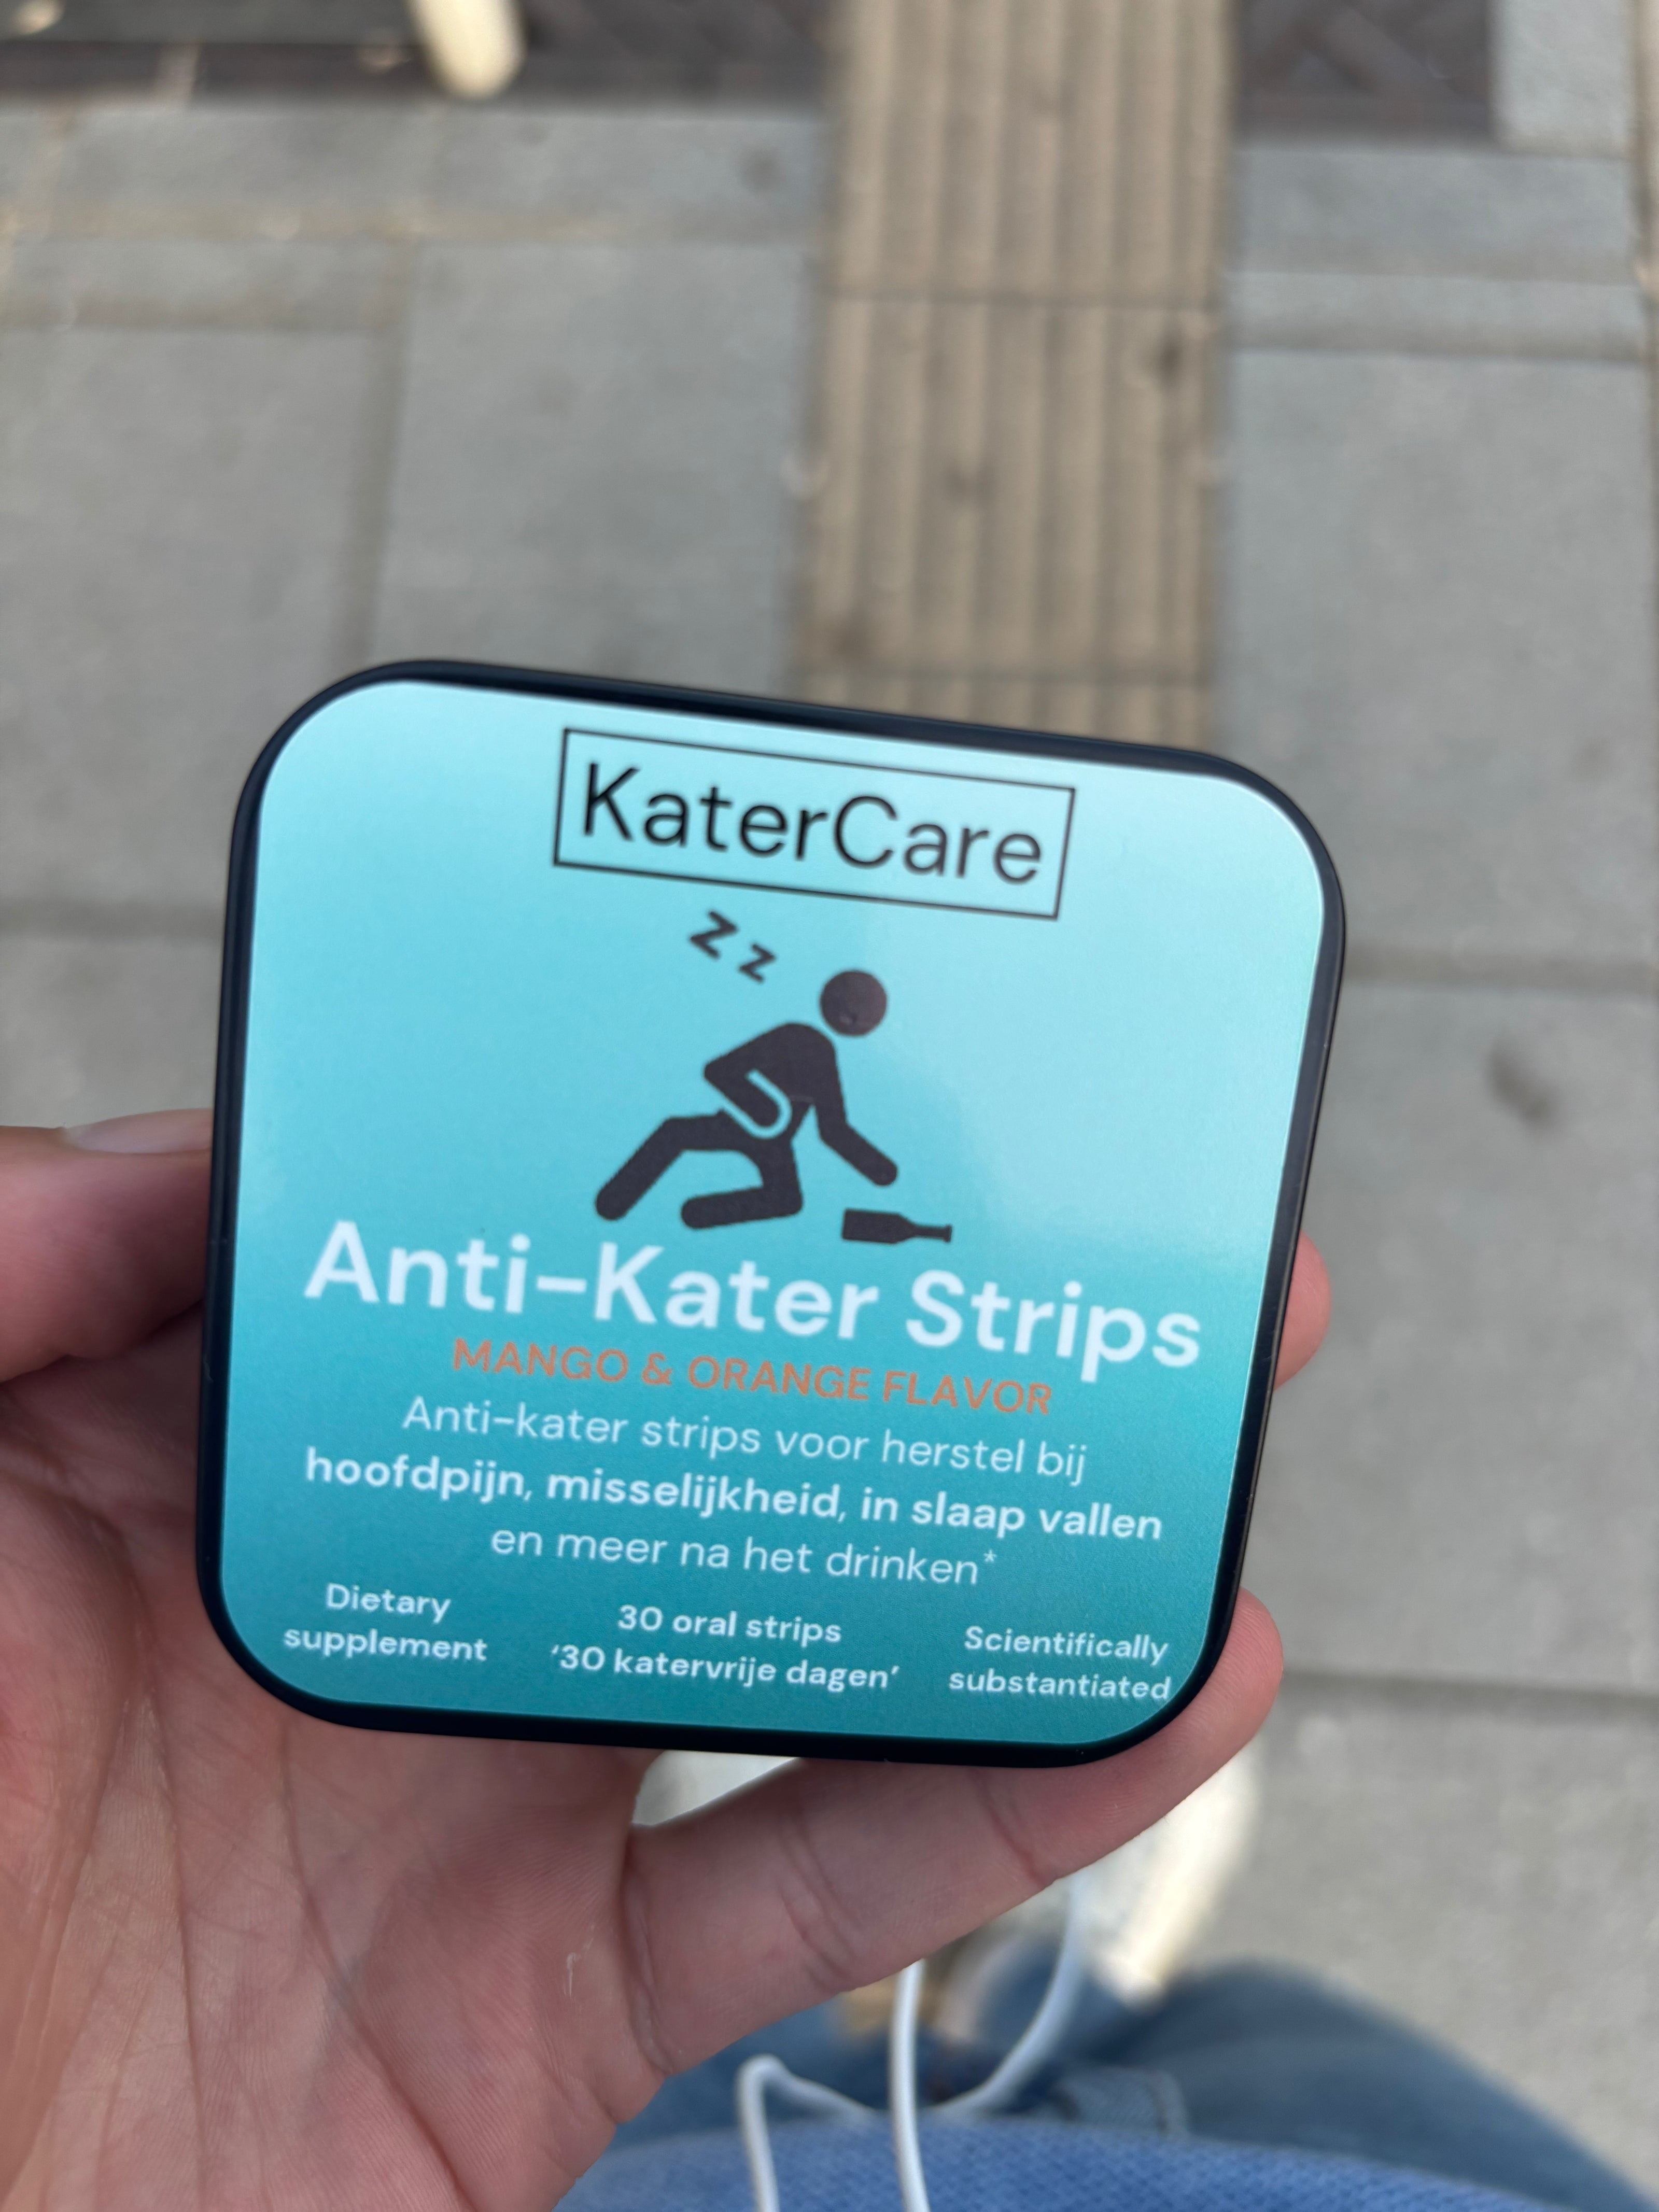 KaterCare
z z
Anti-Kater Strips
MANGO & ORANGE FLAVOR
Anti-kater strips voor herstel bij
hoofdpijn, misselijkheid, in slaap vallen
en meer na het drinken*
Dietary
supplement
30 oral strips
‘30 katervrije dagen’
Scientifically
substantiated